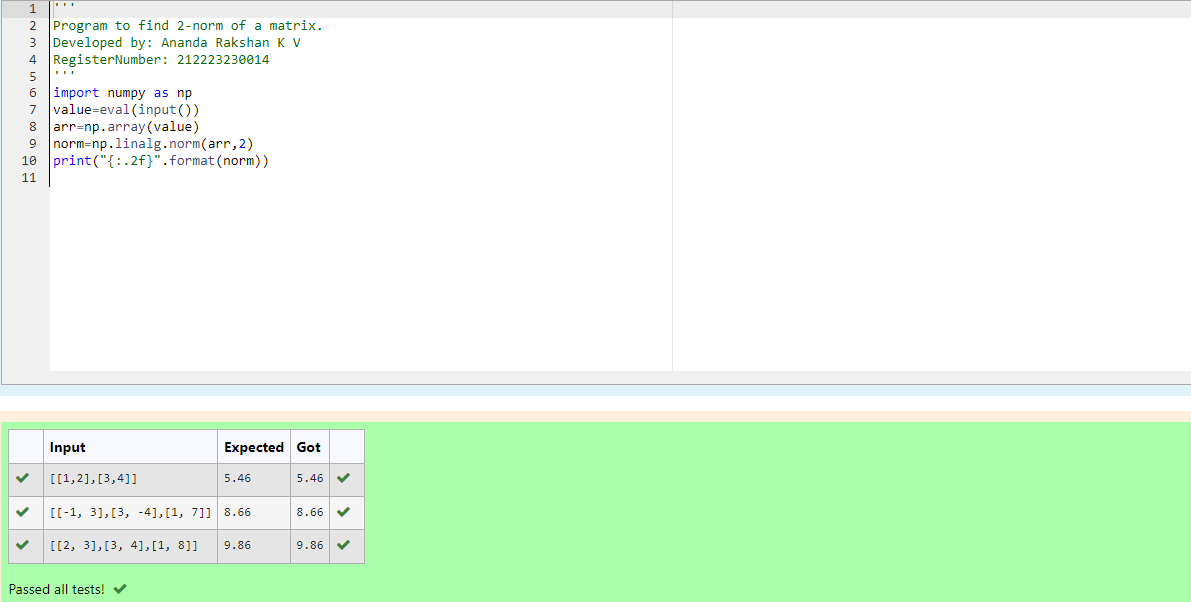 1 '''
2 Program to find 2-norm of a matrix.
3 Developed by: Ananda Rakshan K V
4 RegisterNumber: 212223230014
5 '''
6 import numpy as np
7 value=eval(input())
8 arr=np.array(value)
9 norm=np.linalg.norm(arr,2)
10 print("{:.2f}".format(norm))
11
Input Expected Got
[[1,2],[3,4]] 5.46 5.46
[[-1, 3],[3, -4],[1, 7]] 8.66 8.66
[[2, 3],[3, 4],[1, 8]] 9.86 9.86
Passed all tests!